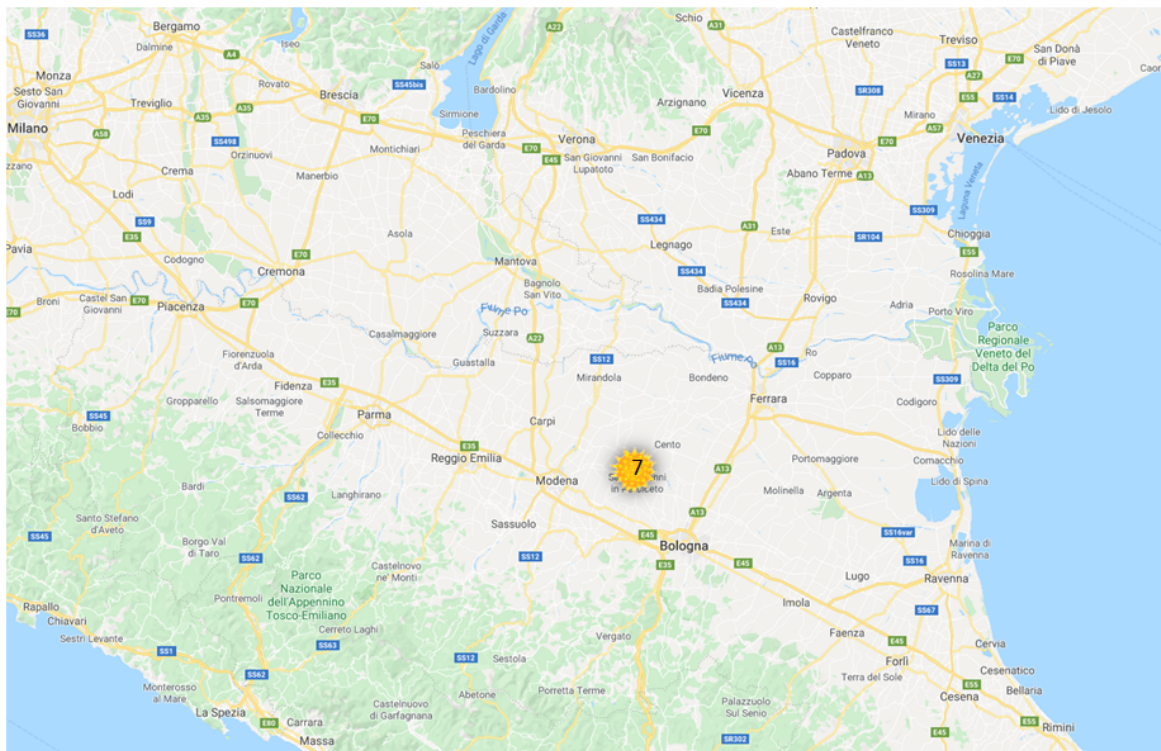 SS36
Bergamo
Dalmine
Iseo
A4
Lago di Garda
A22
Schio
A31
Castelfranco
Veneto
Treviso
SS13
San Donà
di Piave
E70
A27
Monza
Sesto San
Giovanni
Treviglio
A35
Rovato
Brescia
Salò
SS45bis
Bardolino
Arzignano
Vicenza
SR308
E55
SS14
Lido di Jesolo
Milano
A58
A35
SS498
Orzinuovi
E70
Sirmione
Peschiera
del Garda
Verona
E70
E45
San Giovanni
Lupatoto
San Bonifacio
E70
Mirano
A57
Venezia
Padova
E70
Abano Terme
A13
Crema
Manerbio
Montichiari
Lodi
SS9
E35
Asola
SS434
Legnago
A31
Este
SR104
SS309
Laguna Veneta
Chioggia
E55
Pavia
Codogno
E70
Cremona
Mantova
Bagnolo
San Vito
SS434
Badia Polesine
SS434
Rovigo
Rosolina Mare
Adria
Porto Viro
Broni
Castel San
Giovanni
E70
Piacenza
E70
E70
Fiume Po
Casalmaggiore
Suzzara
A22
Parco
Regionale
Veneto del
Delta del Po
Fiorenzuola
d'Arda
Guastalla
SS12
Mirandola
Fiume Po
A13
SS16
Ro
Bondeno
Copparo
SS309
Codigoro
Fidenza
E35
Gropparello
Salsomaggiore
Terme
Parma
Collecchio
SS45
Bobbio
Carpi
Ferrara
Lido delle
Nazioni
E35
Reggio Emilia
Cento
7
A13
Portomaggiore
Comacchio
Lido di Spina
Modena
Bardi
SS62
Langhirano
Molinella
Argenta
Santo Stefano
d'Aveto
SS45
Sassuolo
A13
E45
Bologna
SS16var
Marina di
Ravenna
Borgo Val
di Taro
SS62
SS12
E35
E45
SS16
Ravenna
Lugo
Parco
Nazionale
dell'Appennino
Tosco-Emiliano
Castelnovo
ne' Monti
Pontremoli
Imola
SS67
Rapallo
Chiavari
Sestri Levante
SS1
Cerreto Laghi
SS63
Vergato
Faenza
E45
Cervia
Forlì
Cesenatico
SS12
Sestola
Terra del Sole
SS62
Monterosso
al Mare
Abetone
Porretta Terme
E55
Cesena
Bellaria
La Spezia
E80
Carrara
Massa
Castelnuovo
di Garfagnana
Palazzuolo
Sul Senio
SR302
E45
E55
Rimini